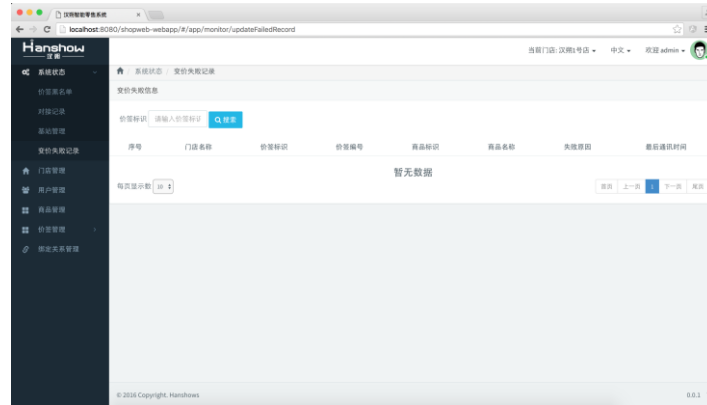 汉朔智能零售系统
localhost:8080/shopweb-webapp/#/app/monitor/updateFailedRecord
Hanshow
汉朔
当前门店: 汉朔1号店
中文
欢迎 admin
系统状态
价签黑名单
对接记录
基站管理
变价失败记录
门店管理
用户管理
商品管理
价签管理
绑定关系管理
/ 系统状态 / 变价失败记录
变价失败信息
价签标识 请输入价签标识 搜索
序号 门店名称 价签标识 价签编号 商品标识 商品名称 失败原因 最后通讯时间
暂无数据
每页显示数 10 首页 上一页 1 下一页 尾页
© 2016 Copyright. Hanshows 0.0.1